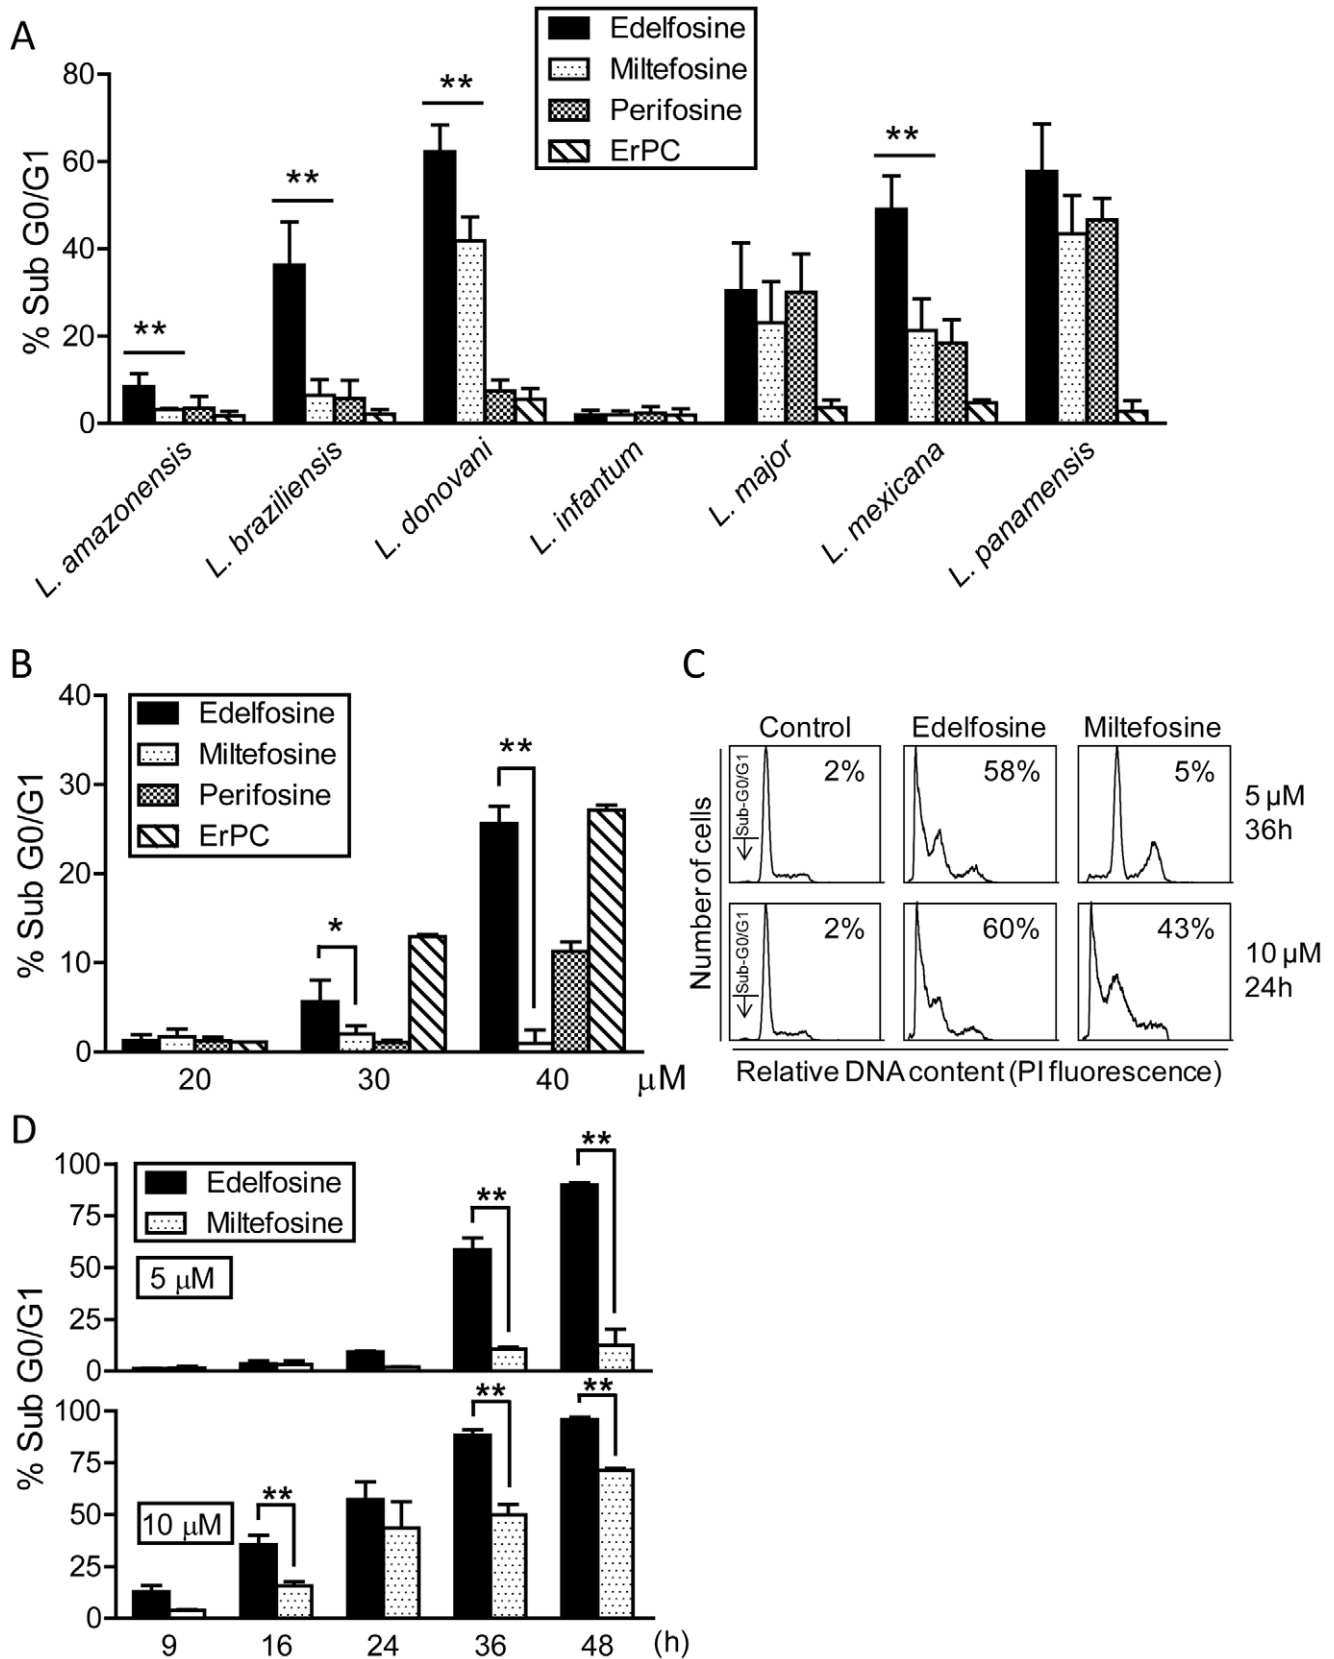 A
Edelfosine
Miltefosine
Perifosine
ErPC
% Sub G0/G1
80
60
40
20
0
**
**
**
**
L. amazonensis
L. braziliensis
L. donovani
L. infantum
L. major
L. mexicana
L. panamensis
B
Edelfosine
Miltefosine
Perifosine
ErPC
% Sub G0/G1
40
30
20
10
0
*
**
20 30 40 µM
C
Control Edelfosine Miltefosine
Number of cells
Sub-G0/G1
2% 58% 5%
5 µM
36h
Sub-G0/G1
2% 60% 43%
10 µM
24h
Relative DNA content (PI fluorescence)
D
Edelfosine
Miltefosine
5 µM
% Sub G0/G1
100
75
50
25
0
**
**
10 µM
100
75
50
25
0
**
**
**
9 16 24 36 48 (h)